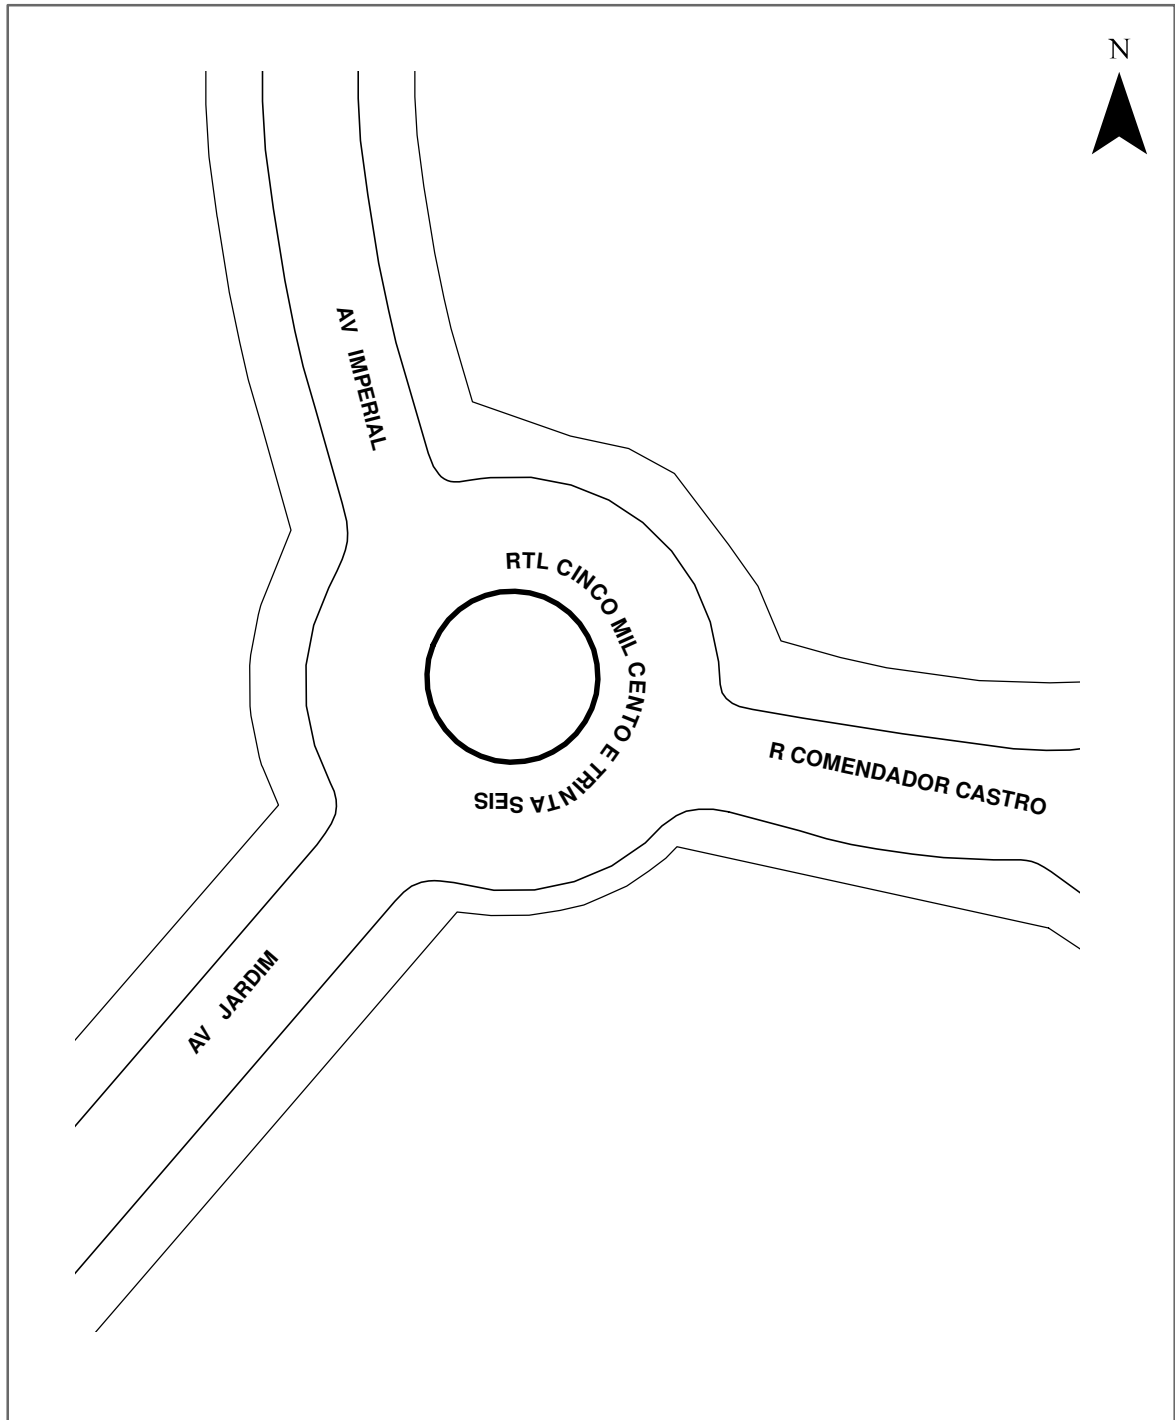 N
AV IMPERIAL
RTL CINCO MIL CENTO E TRINTA SEIS
R COMENDADOR CASTRO
AV JARDIM